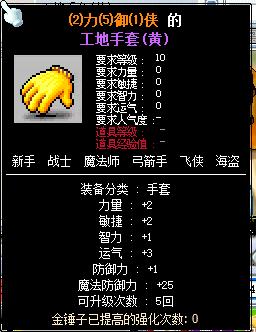 (2)力(5)御(1)侠 的
工地手套(黄)
要求等级: 10
要求力量: 0
要求敏捷: 0
要求智力: 0
要求运气: 0
要求人气度: -
道具等级: -
道具经验值: -
新手 战士 魔法师 弓箭手 飞侠 海盗
装备分类 : 手套
力量 : +2
敏捷 : +2
智力 : +1
运气 : +3
防御力 : +1
魔法防御力 : +25
可升级次数 : 5回
金锤子已提高的强化次数: 0